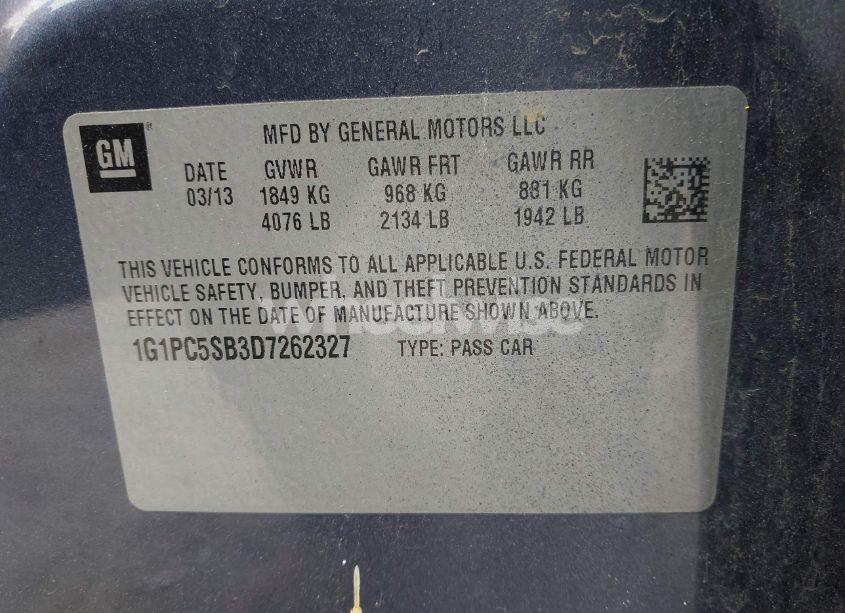 GM
MFD BY GENERAL MOTORS LLC
DATE GVWR GAWR FRT GAWR RR
03/13 1849 KG 968 KG 881 KG
4076 LB 2134 LB 1942 LB
THIS VEHICLE CONFORMS TO ALL APPLICABLE U.S. FEDERAL MOTOR
VEHICLE SAFETY, BUMPER, AND THEFT PREVENTION STANDARDS IN
EFFECT ON THE DATE OF MANUFACTURE SHOWN ABOVE.
wheelwise
1G1PC5SB3D7262327 TYPE: PASS CAR